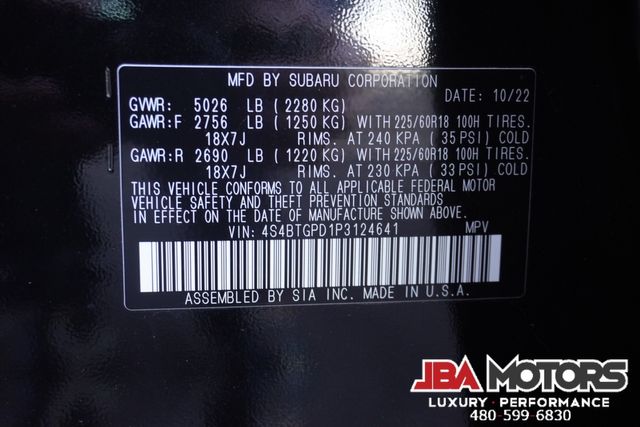 MFD BY SUBARU CORPORATION
GVWR: 5026 LB (2280 KG) DATE: 10/22
GAWR:F 2756 LB (1250 KG) WITH 225/60R18 100H TIRES.
18X7J RIMS. AT 240 KPA (35 PSI) COLD
GAWR:R 2690 LB (1220 KG) WITH 225/60R18 100H TIRES.
18X7J RIMS. AT 230 KPA (33 PSI) COLD
THIS VEHICLE CONFORMS TO ALL APPLICABLE FEDERAL MOTOR
VEHICLE SAFETY AND THEFT PREVENTION STANDARDS
IN EFFECT ON THE DATE OF MANUFACTURE SHOWN ABOVE.
VIN: 4S4BTGPD1P3124641 MPV
ASSEMBLED BY SIA INC. MADE IN U.S.A.
JBA MOTORS
LUXURY · PERFORMANCE
480-599-6830